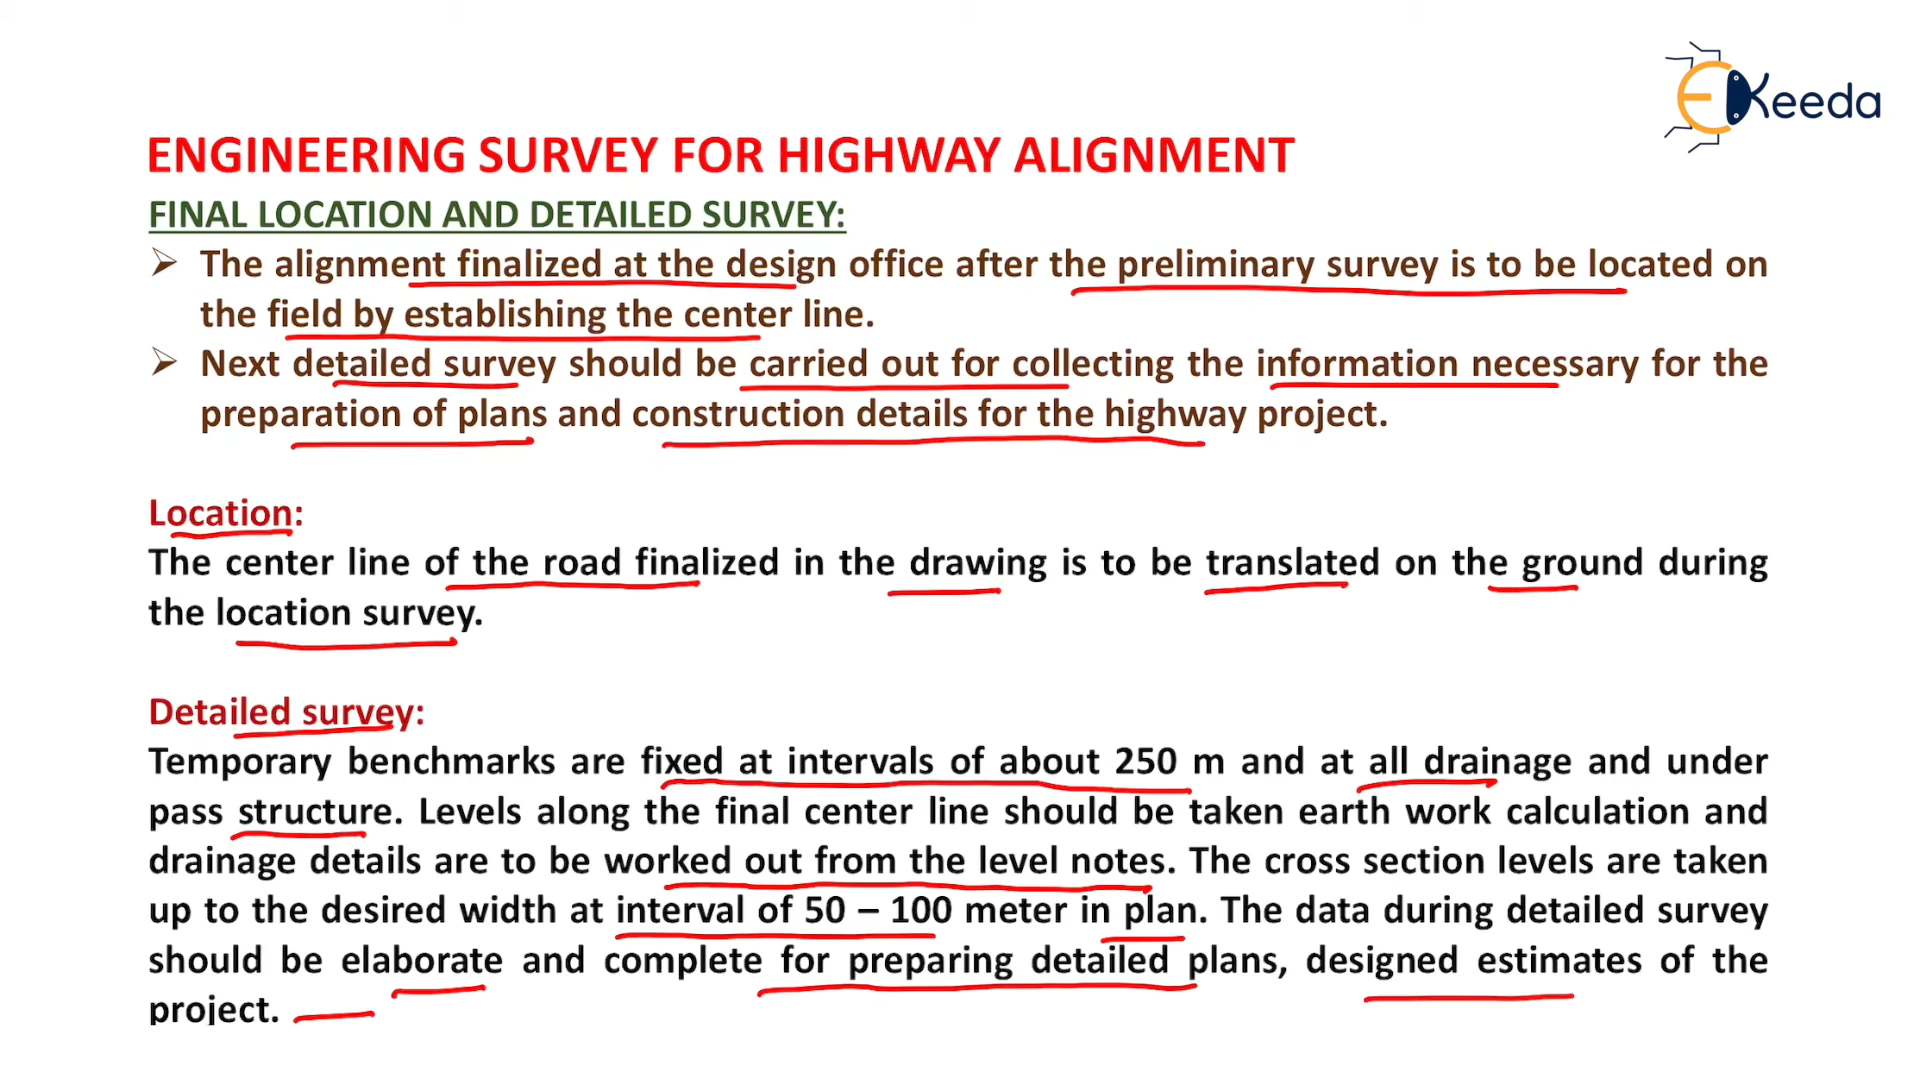 EKeeda
ENGINEERING SURVEY FOR HIGHWAY ALIGNMENT
FINAL LOCATION AND DETAILED SURVEY:
➢ The alignment finalized at the design office after the preliminary survey is to be located on
the field by establishing the center line.
➢ Next detailed survey should be carried out for collecting the information necessary for the
preparation of plans and construction details for the highway project.
Location:
The center line of the road finalized in the drawing is to be translated on the ground during
the location survey.
Detailed survey:
Temporary benchmarks are fixed at intervals of about 250 m and at all drainage and under
pass structure. Levels along the final center line should be taken earth work calculation and
drainage details are to be worked out from the level notes. The cross section levels are taken
up to the desired width at interval of 50 – 100 meter in plan. The data during detailed survey
should be elaborate and complete for preparing detailed plans, designed estimates of the
project.